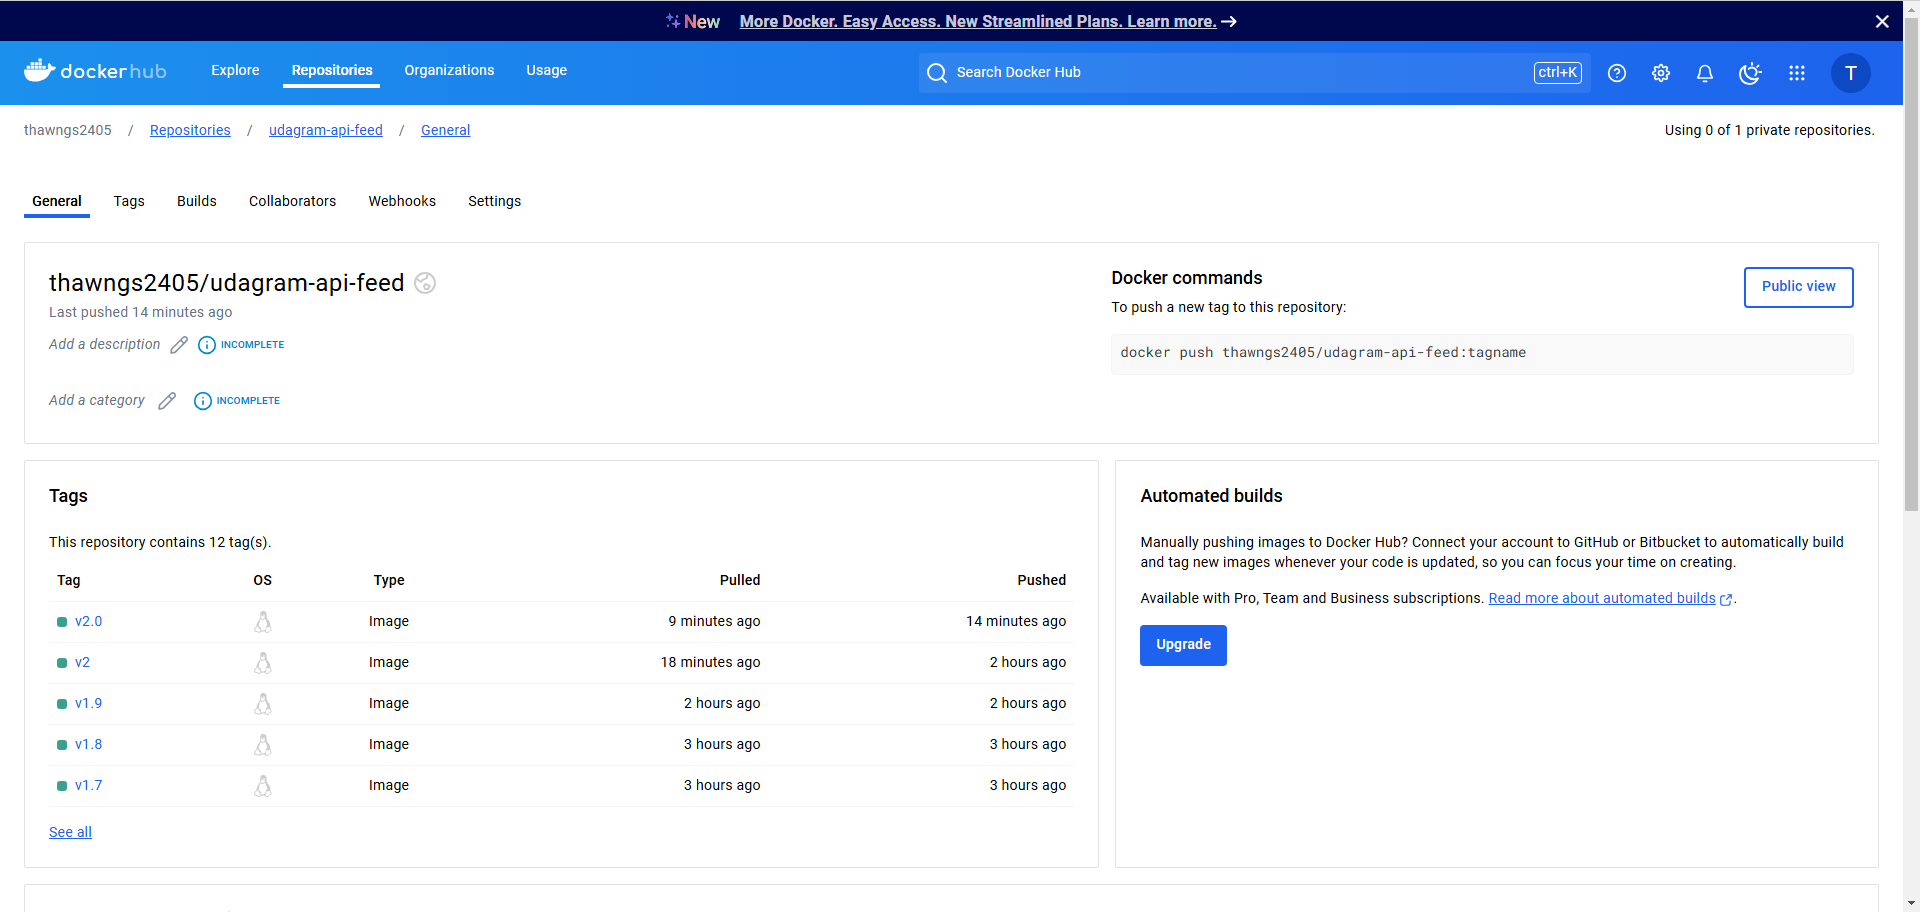 New More Docker. Easy Access. New Streamlined Plans. Learn more. →
docker hub Explore Repositories Organizations Usage Search Docker Hub ctrl+K T
thawngs2405 / Repositories / udagram-api-feed / General Using 0 of 1 private repositories.
General Tags Builds Collaborators Webhooks Settings
thawngs2405/udagram-api-feed
Last pushed 14 minutes ago
Add a description INCOMPLETE
Add a category INCOMPLETE
Docker commands
Public view
To push a new tag to this repository:
docker push thawngs2405/udagram-api-feed:tagname
Tags
This repository contains 12 tag(s).
Tag OS Type Pulled Pushed
v2.0 Image 9 minutes ago 14 minutes ago
v2 Image 18 minutes ago 2 hours ago
v1.9 Image 2 hours ago 2 hours ago
v1.8 Image 3 hours ago 3 hours ago
v1.7 Image 3 hours ago 3 hours ago
See all
Automated builds
Manually pushing images to Docker Hub? Connect your account to GitHub or Bitbucket to automatically build
and tag new images whenever your code is updated, so you can focus your time on creating.
Available with Pro, Team and Business subscriptions. Read more about automated builds.
Upgrade